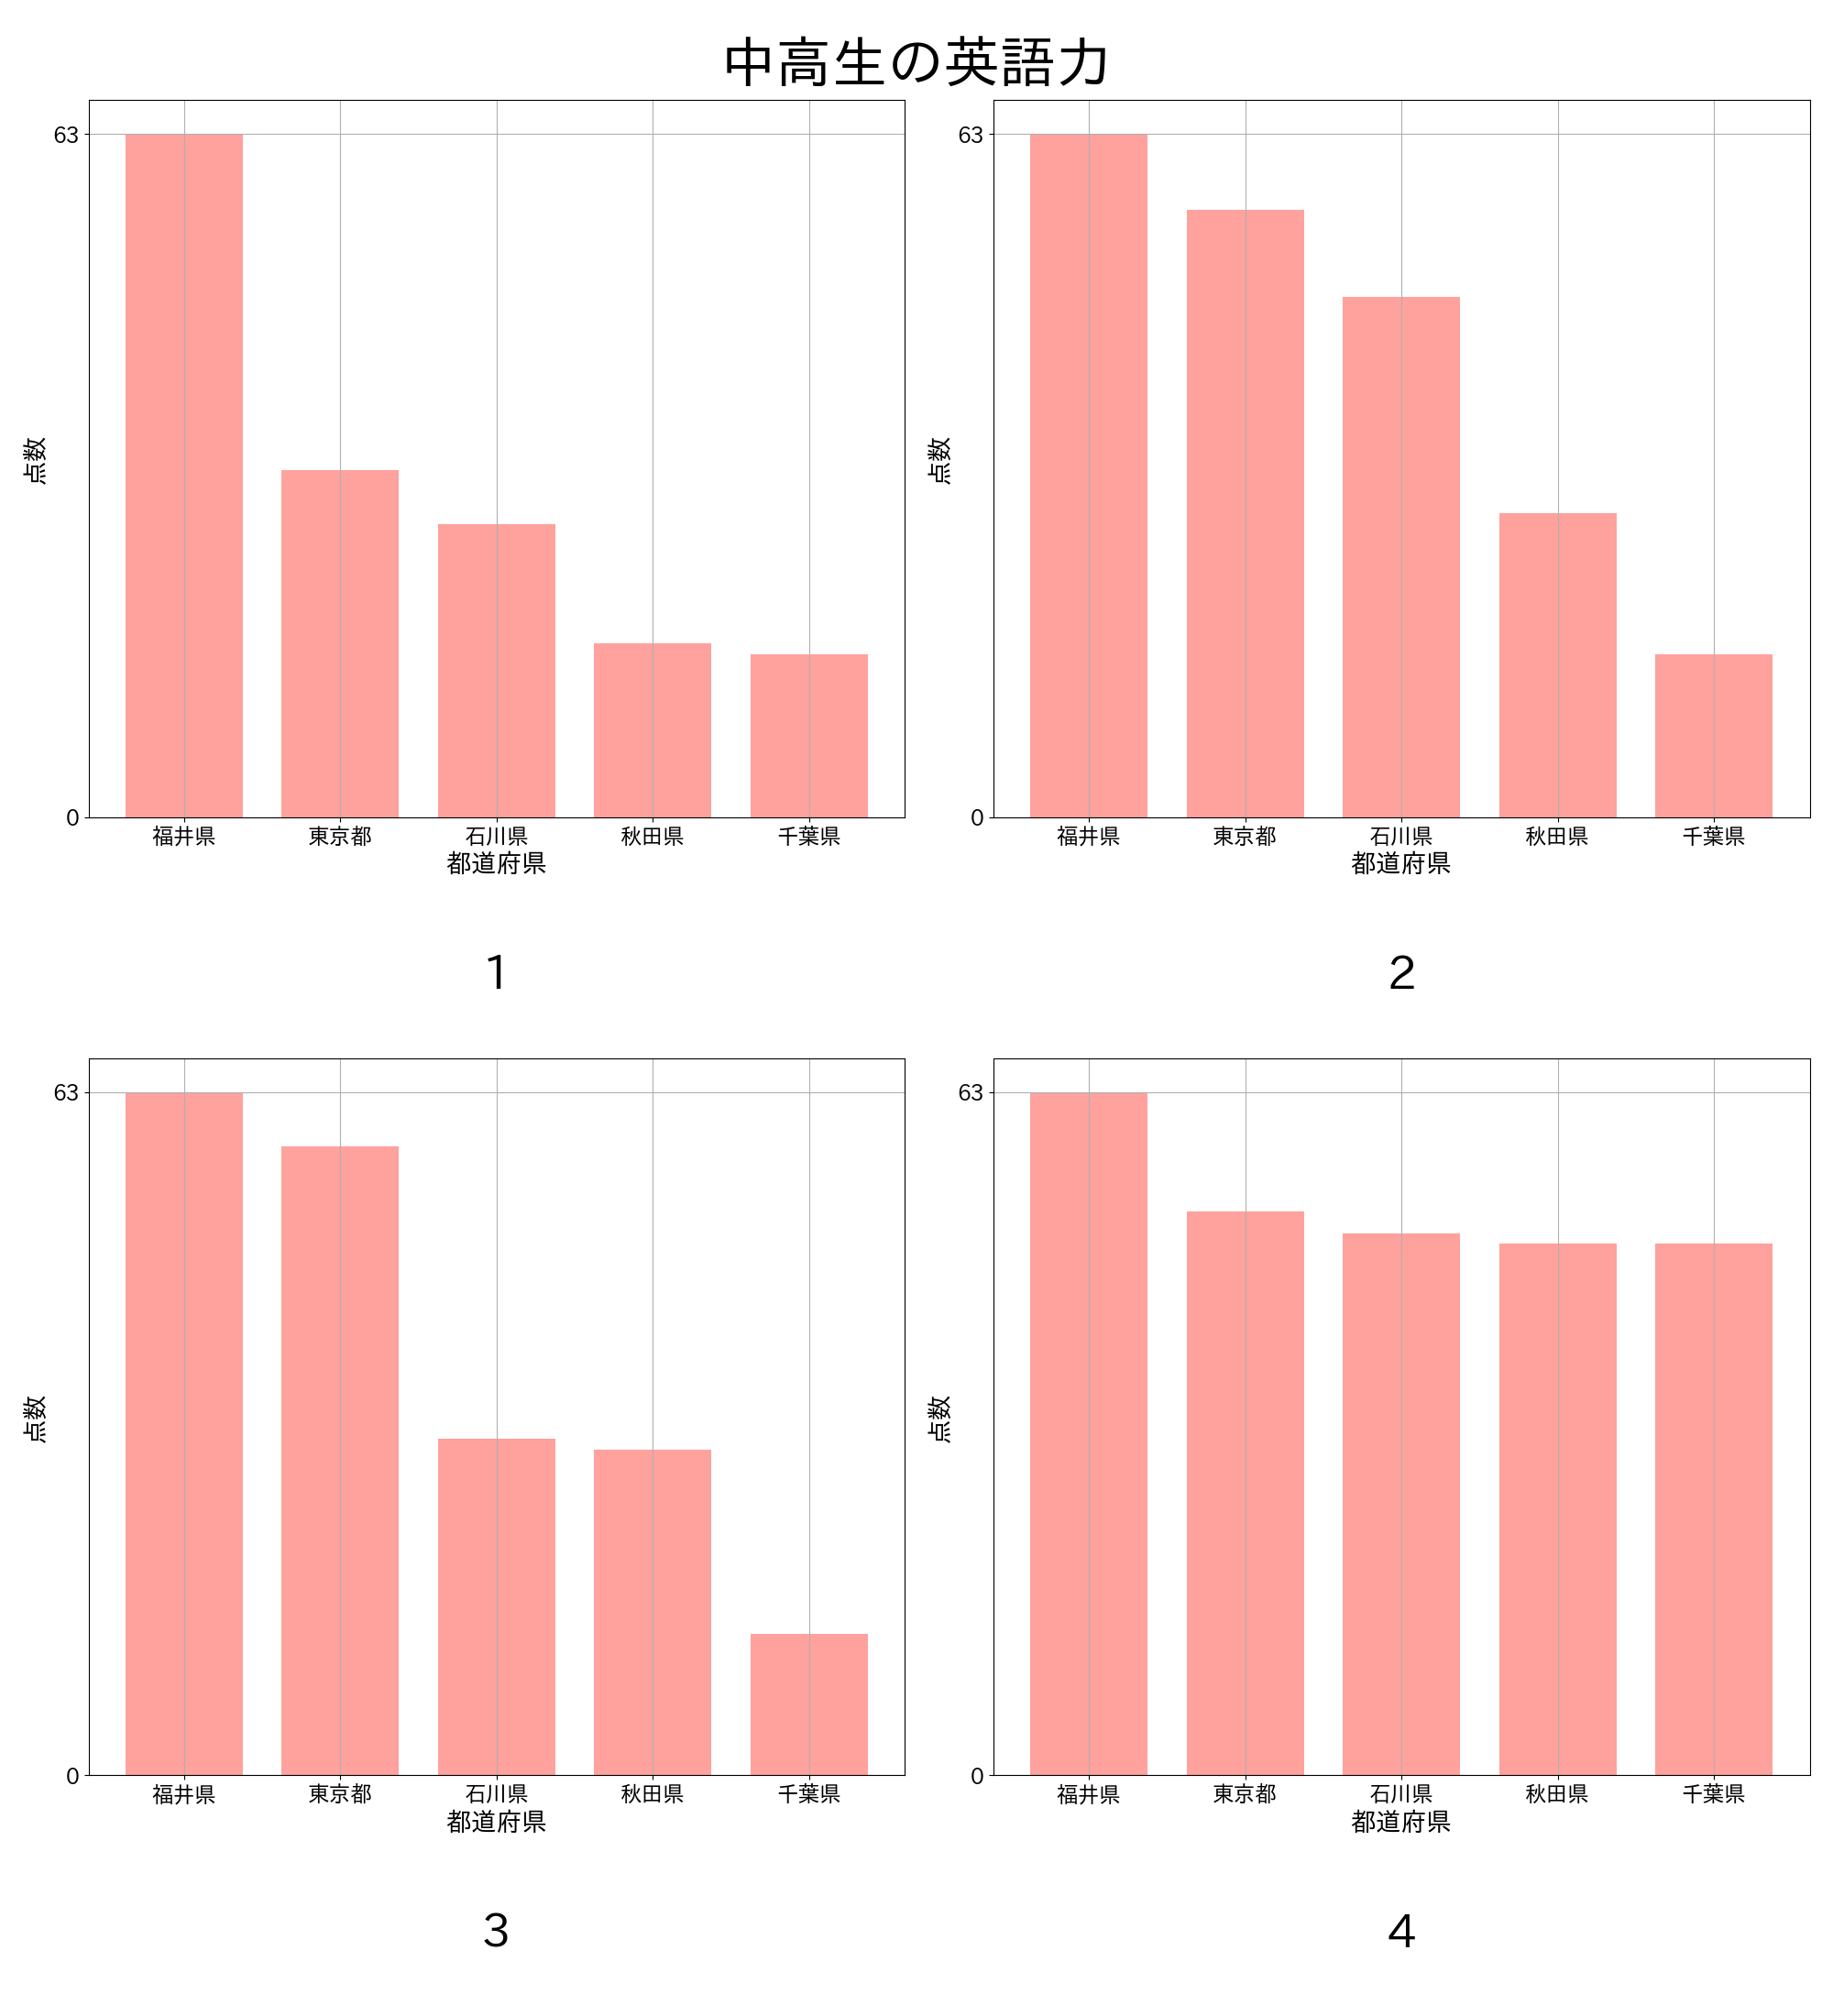 中高生の英語力
63
0
点数
福井県 東京都 石川県 秋田県 千葉県
都道府県
1
63
0
点数
福井県 東京都 石川県 秋田県 千葉県
都道府県
2
63
0
点数
福井県 東京都 石川県 秋田県 千葉県
都道府県
3
63
0
点数
福井県 東京都 石川県 秋田県 千葉県
都道府県
4